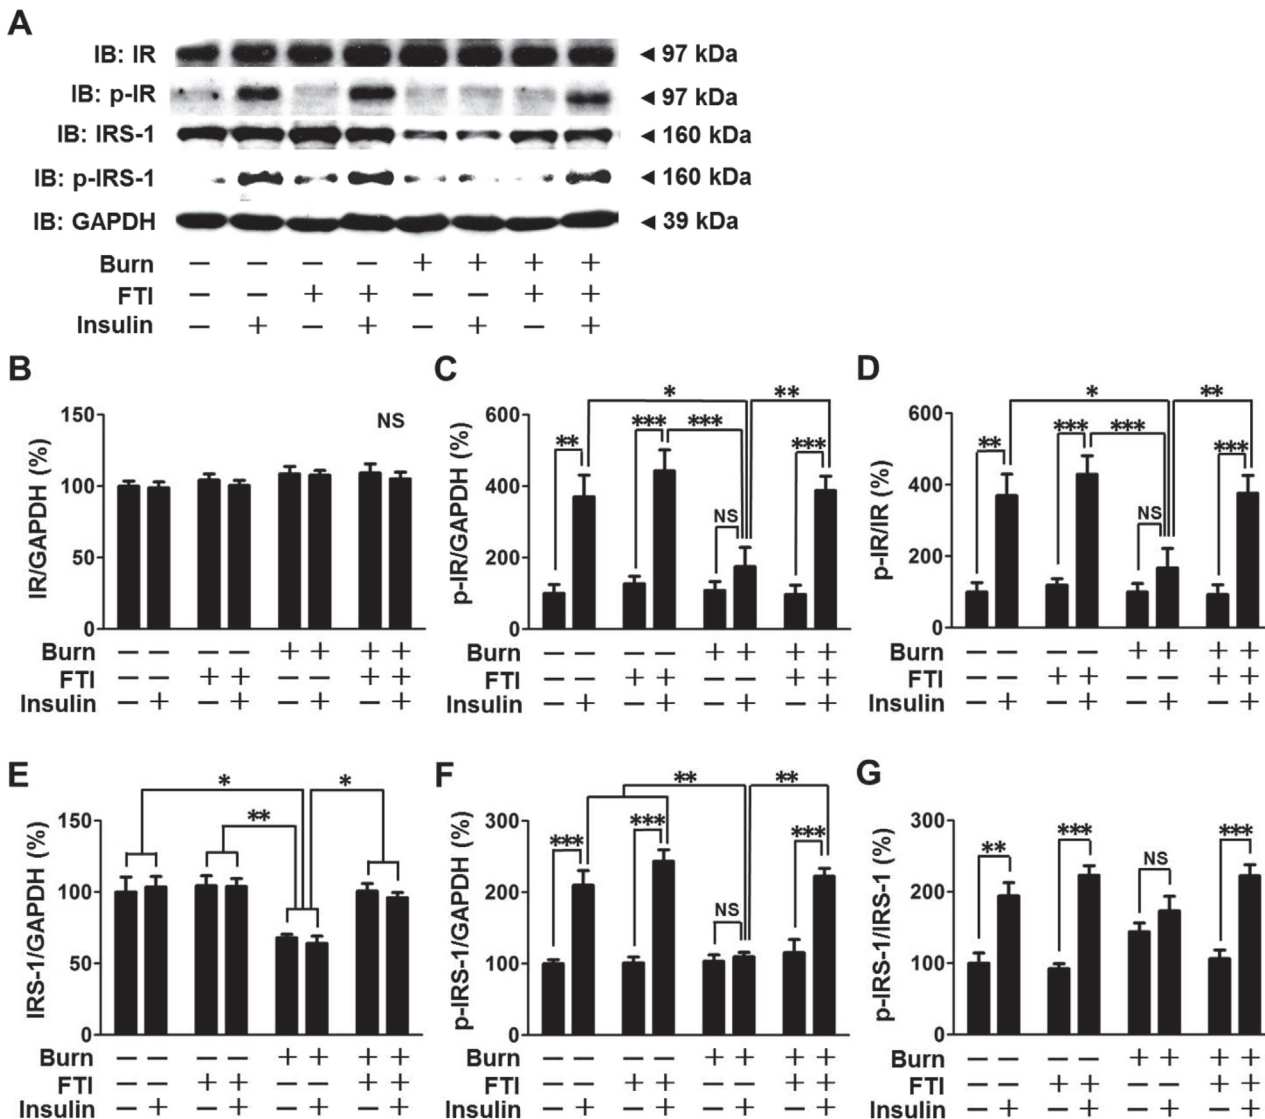 A
IB: IR ◄ 97 kDa
IB: p-IR ◄ 97 kDa
IB: IRS-1 ◄ 160 kDa
IB: p-IRS-1 ◄ 160 kDa
IB: GAPDH ◄ 39 kDa
Burn − − − − + + + +
FTI − − + + − − + +
Insulin − + − + − + − +
B
IR/GAPDH (%)
150
100
50
0
NS
Burn − − − − + + + +
FTI − − + + − − + +
Insulin − + − + − + − +
C
p-IR/GAPDH (%)
600
400
200
0
* **
** *** *** NS ***
Burn − − − − + + + +
FTI − − + + − − + +
Insulin − + − + − + − +
D
p-IR/IR (%)
600
400
200
0
* **
** *** *** NS ***
Burn − − − − + + + +
FTI − − + + − − + +
Insulin − + − + − + − +
E
IRS-1/GAPDH (%)
150
100
50
0
* *
**
Burn − − − − + + + +
FTI − − + + − − + +
Insulin − + − + − + − +
F
p-IRS-1/GAPDH (%)
300
200
100
0
** **
*** *** NS ***
Burn − − − − + + + +
FTI − − + + − − + +
Insulin − + − + − + − +
G
p-IRS-1/IRS-1 (%)
300
200
100
0
** *** NS ***
Burn − − − − + + + +
FTI − − + + − − + +
Insulin − + − + − + − +